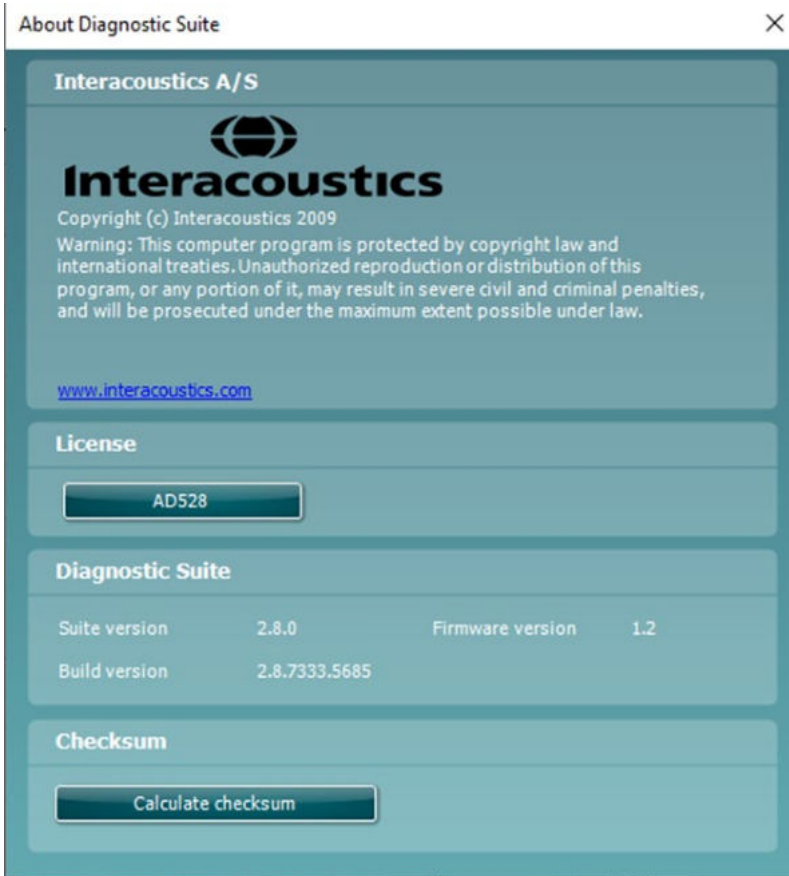 About Diagnostic Suite
Interacoustics A/S
Interacoustics
Copyright (c) Interacoustics 2009
Warning: This computer program is protected by copyright law and
international treaties. Unauthorized reproduction or distribution of this
program, or any portion of it, may result in severe civil and criminal penalties,
and will be prosecuted under the maximum extent possible under law.
www.interacoustics.com
License
AD528
Diagnostic Suite
Suite version 2.8.0 Firmware version 1.2
Build version 2.8.7333.5685
Checksum
Calculate checksum